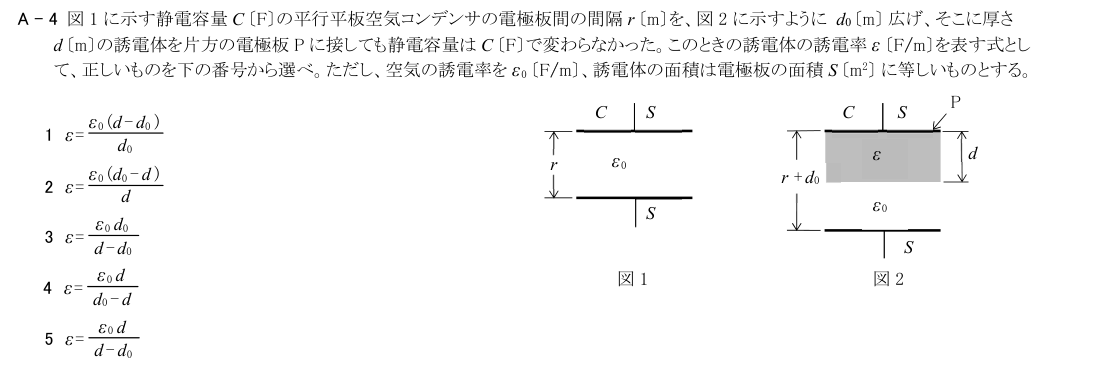 A－4 図1に示す静電容量C〔F〕の平行平板空気コンデンサの電極板間の間隔r〔m〕を、図2に示すように d₀〔m〕広げ、そこに厚さ
d〔m〕の誘電体を片方の電極板Pに接しても静電容量はC〔F〕で変わらなかった。このときの誘電体の誘電率ε〔F/m〕を表す式とし
て、正しいものを下の番号から選べ。ただし、空気の誘電率をε₀〔F/m〕、誘電体の面積は電極板の面積S〔m²〕に等しいものとする。
1 ε=ε₀(d-d₀)/d₀
2 ε=ε₀(d₀-d)/d
3 ε=ε₀d₀/d-d₀
4 ε=ε₀d/d₀-d
5 ε=ε₀d/d-d₀
C S
r ε₀
S
図1
P
C S
ε d
r+d₀
ε₀
S
図2